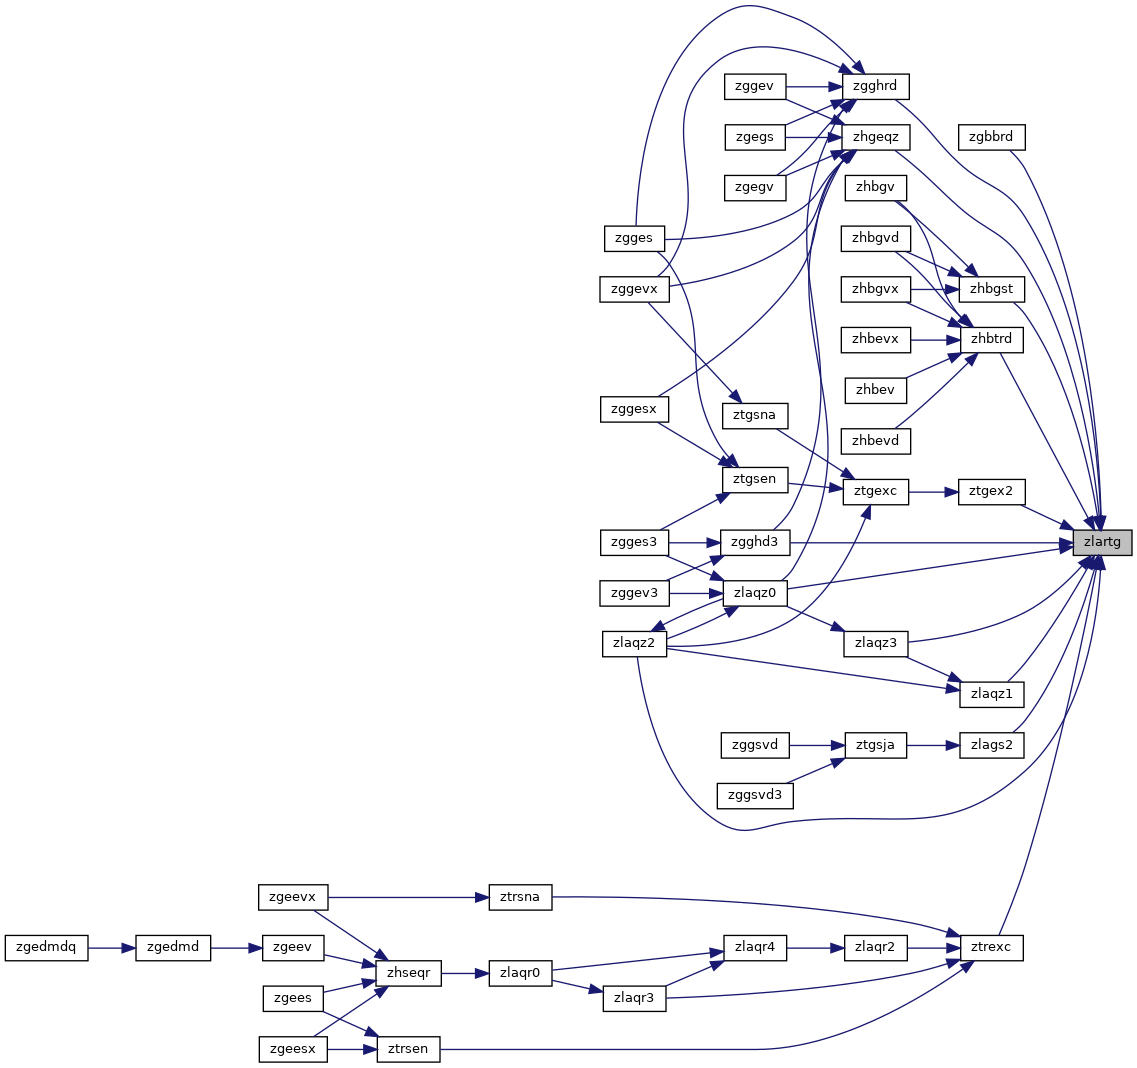 zggev
zgghrd
zgegs
zhgeqz
zgbbrd
zgegv
zhbgv
zgges
zhbgvd
zggevx
zhbgvx
zhbgst
zhbevx
zhbtrd
zhbev
zggesx
ztgsna
zhbevd
ztgsen
ztgexc
ztgex2
zgges3
zgghd3
zlartg
zggev3
zlaqz0
zlaqz2
zlaqz3
zlaqz1
zggsvd
ztgsja
zlags2
zggsvd3
zgeevx
ztrsna
zgedmdq
zgedmd
zgeev
zlaqr4
zlaqr2
ztrexc
zhseqr
zlaqr0
zgees
zlaqr3
zgeesx
ztrsen